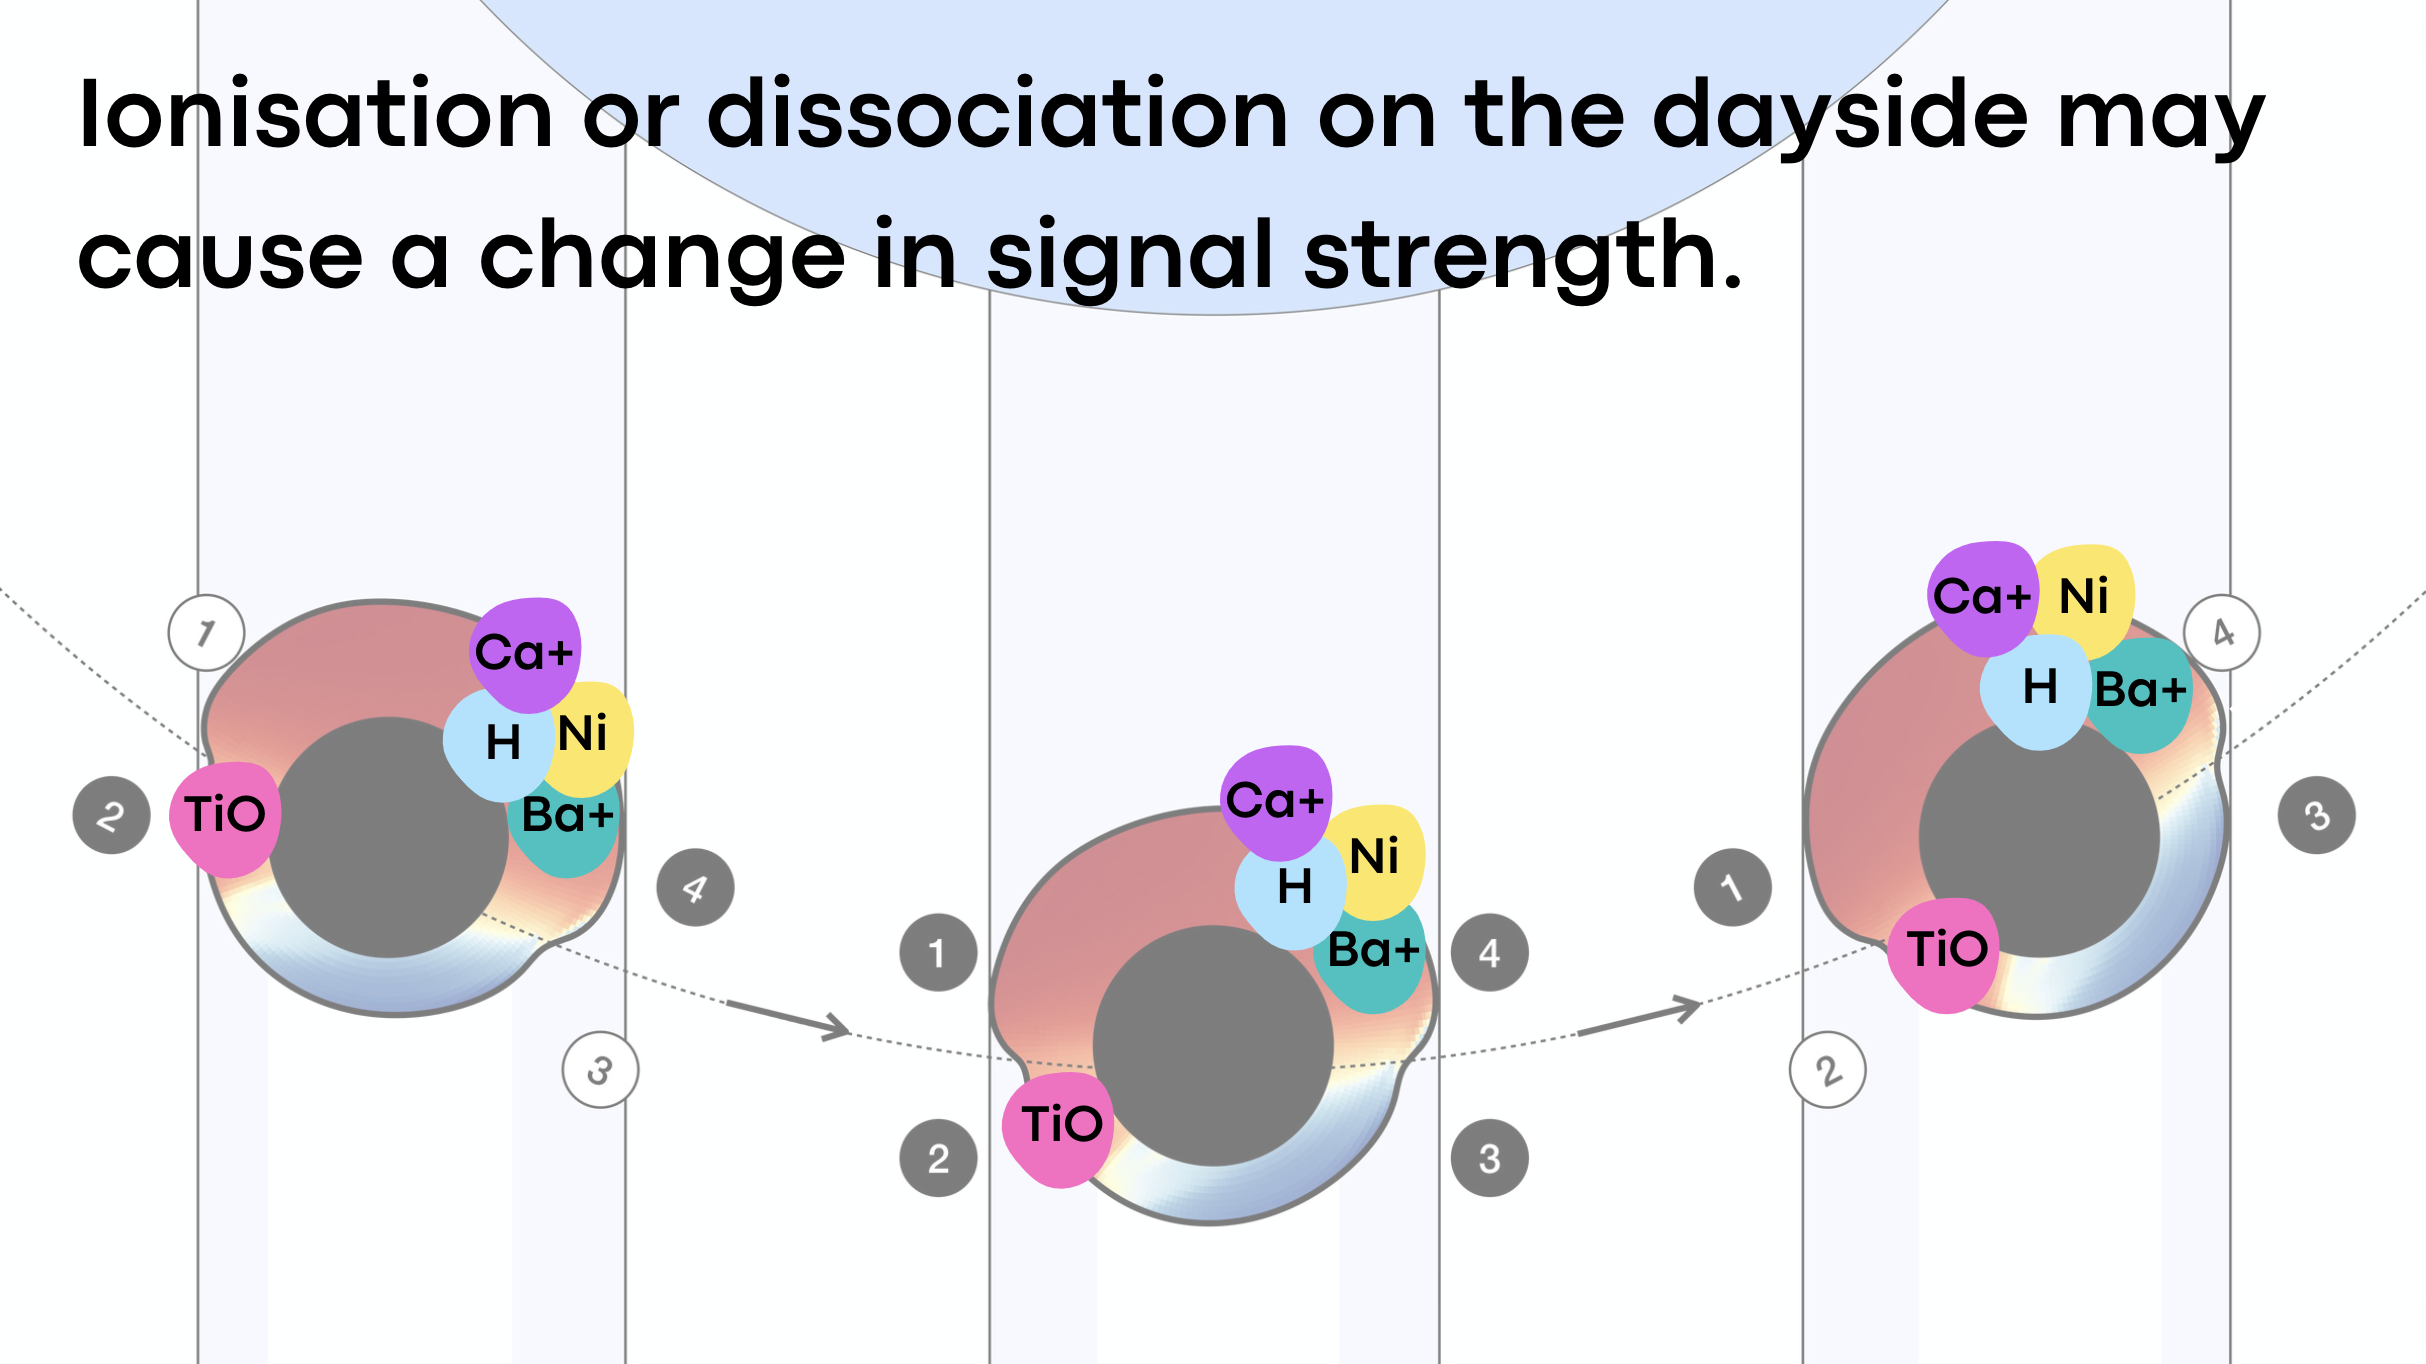 Ionisation or dissociation on the dayside may
cause a change in signal strength.
1
Ca+
H
Ni
2
TiO
Ba+
4
3
Ca+
Ni
H
1
Ba+
4
TiO
2
3
Ca+
Ni
4
H
Ba+
3
1
TiO
2